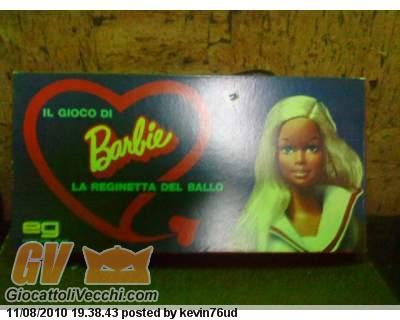 IL GIOCO DI
Barbie
LA REGINETTA DEL BALLO
eg
GV
GiocattoliVecchi.com
11/08/2010 19.38.43 posted by kevin76ud